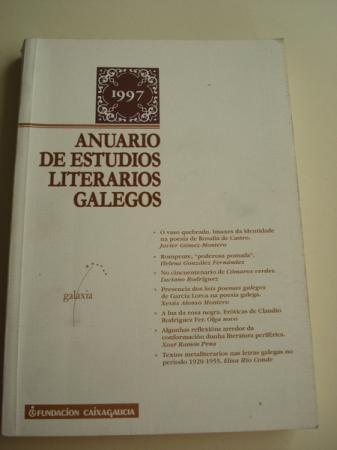 1997
ANUARIO
DE ESTUDIOS
LITERARIOS
GALEGOS
• O vaso quebrado. Imaxes da identidade
na poesía de Rosalía de Castro.
Javier Gómez-Montero
• Rompente, "poderosa pomada".
Helena González Fernández
• No cincuentenario de Cómaros verdes.
Luciano Rodríguez
• Presencia dos Seis poemas galegos
de García Lorca na poesía galega.
Xesús Alonso Montero
• A luz da rosa negra. Eróticas de Claudio
Rodríguez Fer. Olga Novo
• Algunhas reflexións arredor da
conformación dunha literatura periférica.
Xosé Ramón Pena
• Textos metaliterarios nas letras galegas no
período 1920-1955. Elisa Río Conde
galaxia
FUNDACION CAIXAGALICIA